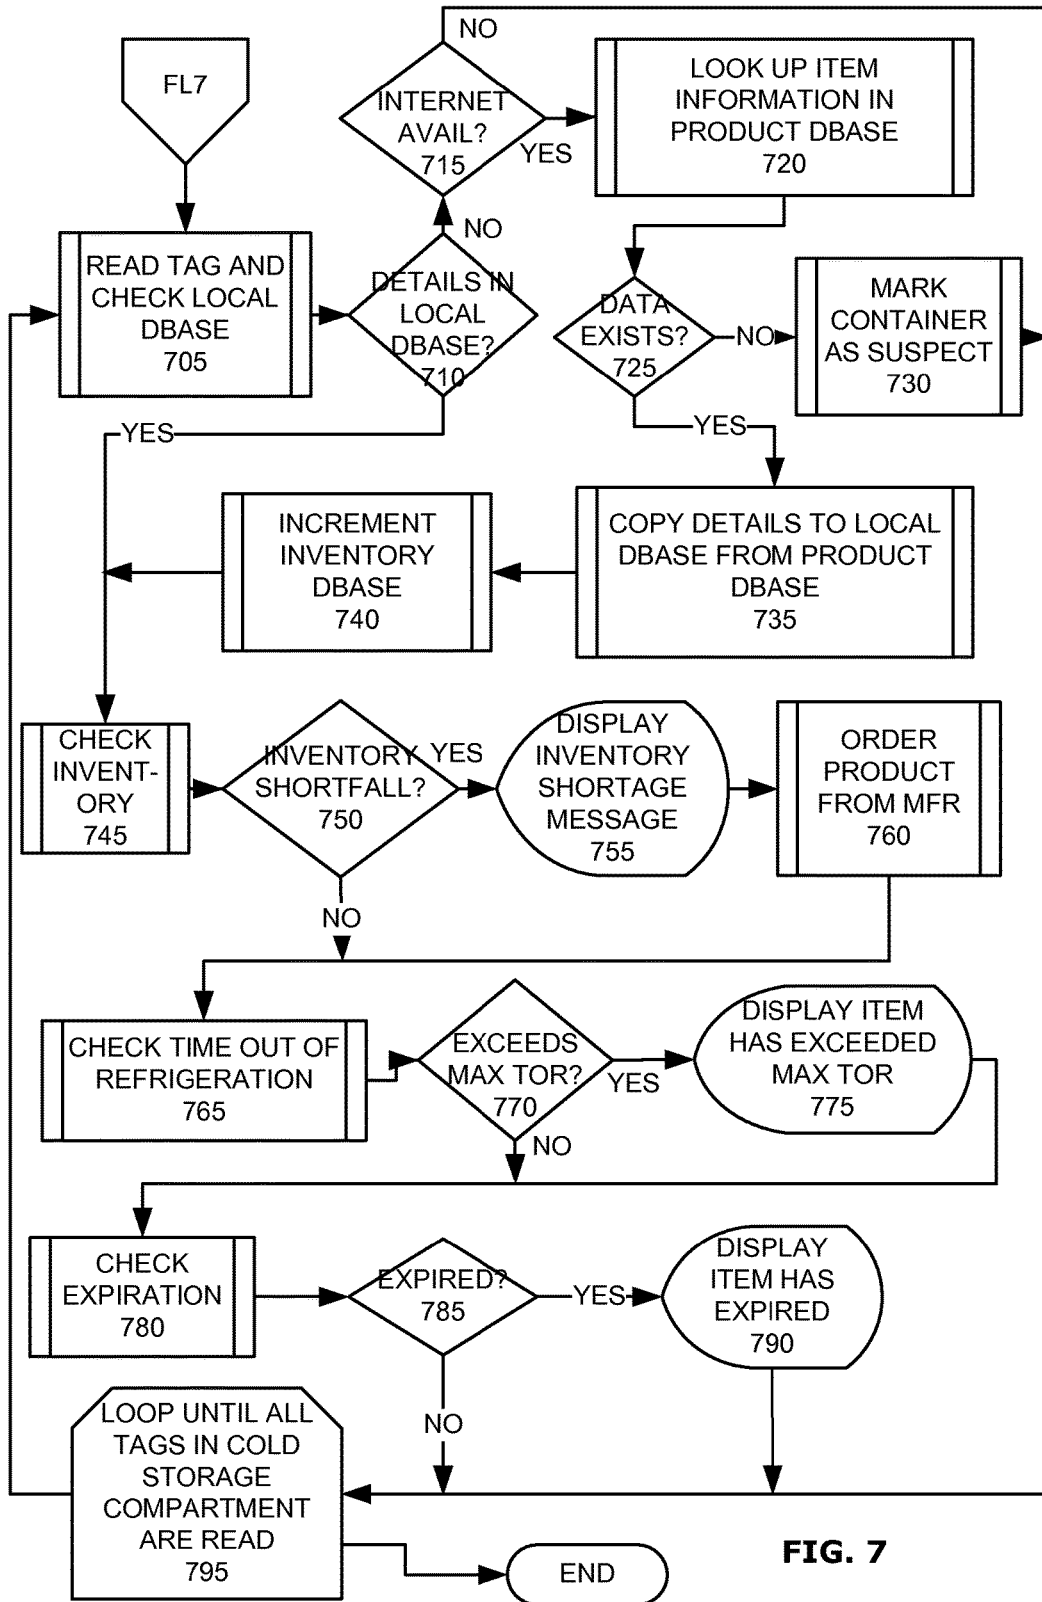 NO
FL7
INTERNET
AVAIL?
715
YES
LOOK UP ITEM
INFORMATION IN
PRODUCT DBASE
720
NO
READ TAG AND
CHECK LOCAL
DBASE
705
DETAILS IN
LOCAL
DBASE?
710
DATA
EXISTS?
725
NO
MARK
CONTAINER
AS SUSPECT
730
YES
YES
INCREMENT
INVENTORY
DBASE
740
COPY DETAILS TO LOCAL
DBASE FROM PRODUCT
DBASE
735
CHECK
INVENT-
ORY
745
INVENTORY
SHORTFALL?
750
YES
DISPLAY
INVENTORY
SHORTAGE
MESSAGE
755
ORDER
PRODUCT
FROM MFR
760
NO
CHECK TIME OUT OF
REFRIGERATION
765
EXCEEDS
MAX TOR?
770
YES
DISPLAY ITEM
HAS EXCEEDED
MAX TOR
775
NO
CHECK
EXPIRATION
780
EXPIRED?
785
YES
DISPLAY
ITEM HAS
EXPIRED
790
NO
LOOP UNTIL ALL
TAGS IN COLD
STORAGE
COMPARTMENT
ARE READ
795
END
FIG. 7